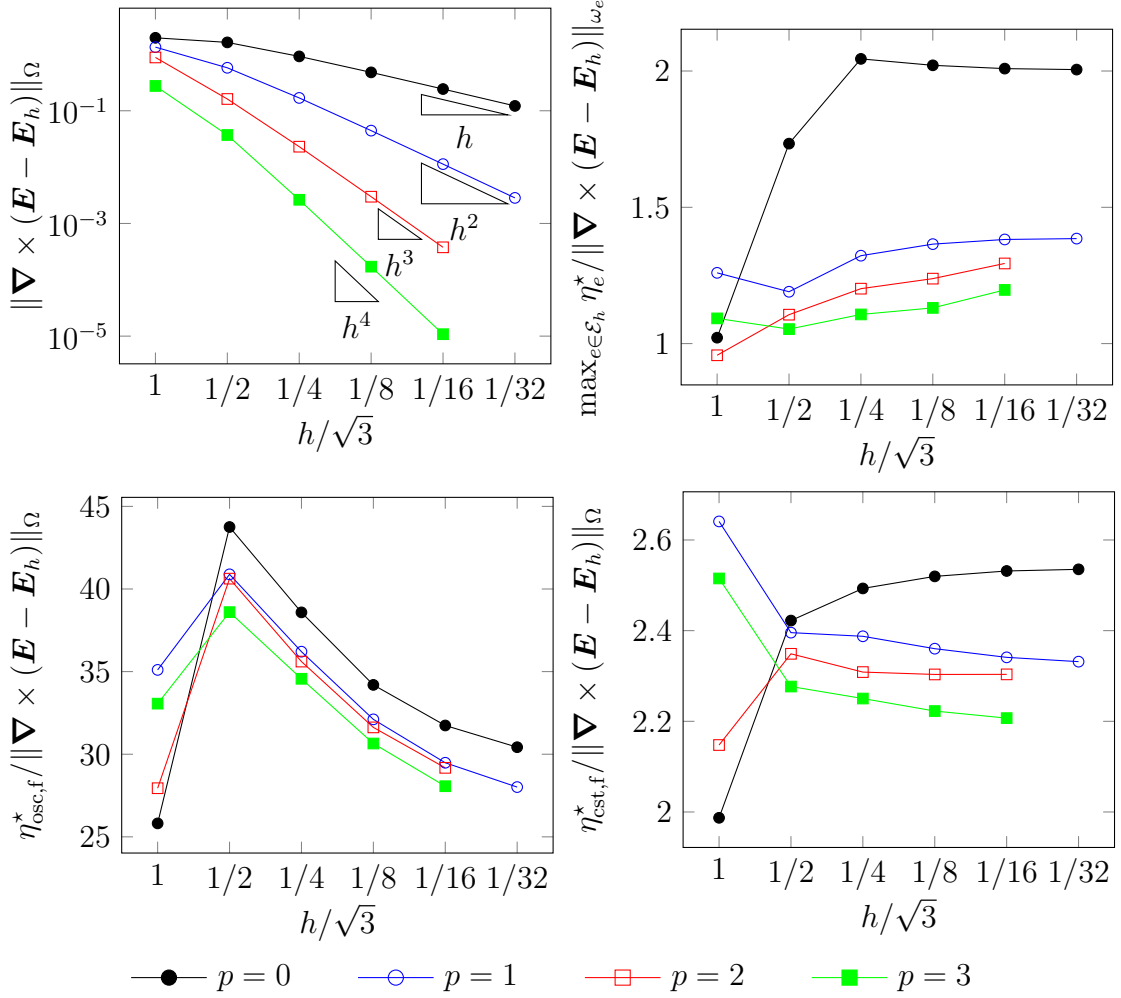 ‖∇ × (E − E_h)‖_Ω
10^{−1}
10^{−3}
10^{−5}
h
h^2
h^3
h^4
1 1/2 1/4 1/8 1/16 1/32
h/√3
max_{e∈ℰ_h} η_e^⋆/‖∇ × (E − E_h)‖_{ω_e}
2
1.5
1
1 1/2 1/4 1/8 1/16 1/32
h/√3
η^⋆_{osc,f}/‖∇ × (E − E_h)‖_Ω
45
40
35
30
25
1 1/2 1/4 1/8 1/16 1/32
h/√3
η^⋆_{cst,f}/‖∇ × (E − E_h)‖_Ω
2.6
2.4
2.2
2
1 1/2 1/4 1/8 1/16 1/32
h/√3
p = 0 p = 1 p = 2 p = 3